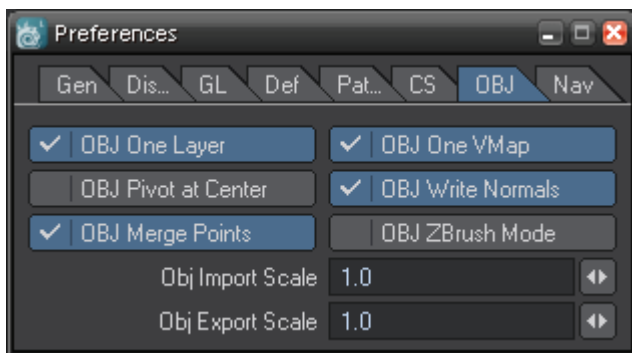 Preferences
Gen Dis... GL Def Pat... CS OBJ Nav
OBJ One Layer OBJ One VMap
OBJ Pivot at Center OBJ Write Normals
OBJ Merge Points OBJ ZBrush Mode
Obj Import Scale 1.0
Obj Export Scale 1.0